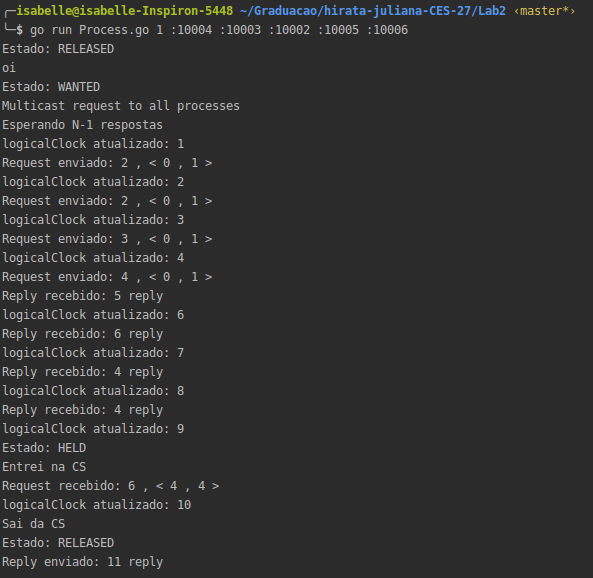 ╭─isabelle@isabelle-Inspiron-5448 ~/Graduacao/hirata-juliana-CES-27/Lab2 ‹master*›
╰─$ go run Process.go 1 :10004 :10003 :10002 :10005 :10006
Estado: RELEASED
oi
Estado: WANTED
Multicast request to all processes
Esperando N-1 respostas
logicalClock atualizado: 1
Request enviado: 2 , < 0 , 1 >
logicalClock atualizado: 2
Request enviado: 2 , < 0 , 1 >
logicalClock atualizado: 3
Request enviado: 3 , < 0 , 1 >
logicalClock atualizado: 4
Request enviado: 4 , < 0 , 1 >
Reply recebido: 5 reply
logicalClock atualizado: 6
Reply recebido: 6 reply
logicalClock atualizado: 7
Reply recebido: 4 reply
logicalClock atualizado: 8
Reply recebido: 4 reply
logicalClock atualizado: 9
Estado: HELD
Entrei na CS
Request recebido: 6 , < 4 , 4 >
logicalClock atualizado: 10
Sai da CS
Estado: RELEASED
Reply enviado: 11 reply